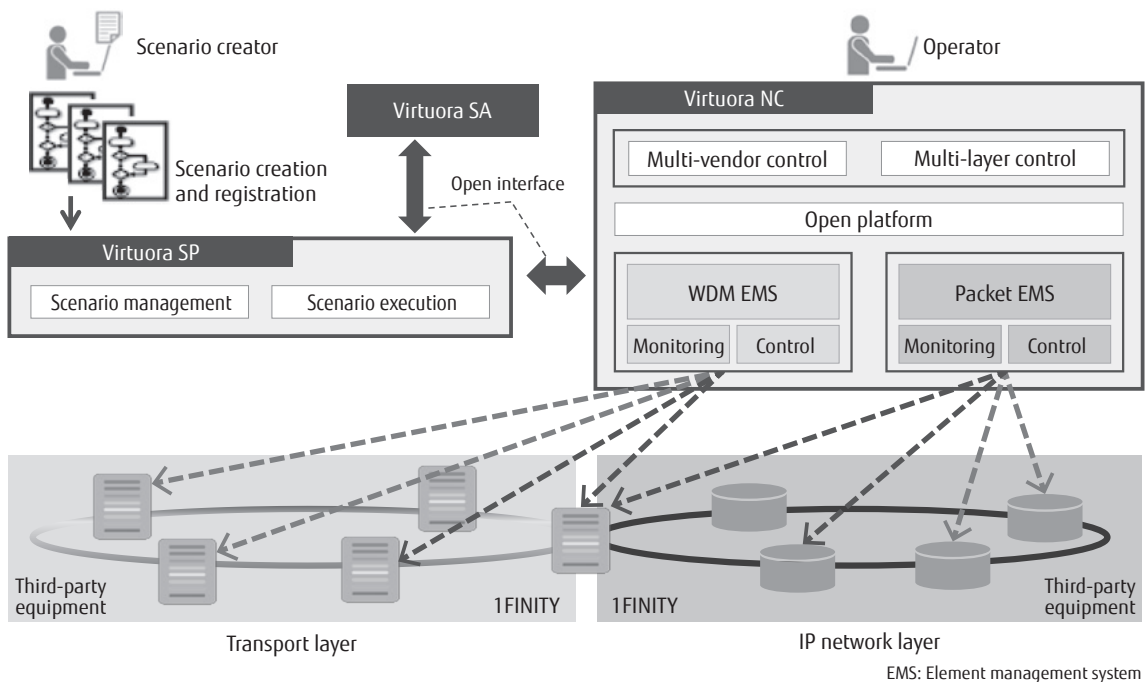 Scenario creator
Operator
Virtuora SA
Virtuora NC
Multi-vendor control
Multi-layer control
Scenario creation
and registration
Open interface
Open platform
Virtuora SP
Scenario management
Scenario execution
WDM EMS
Packet EMS
Monitoring
Control
Monitoring
Control
Third-party
equipment
1FINITY
1FINITY
Third-party
equipment
Transport layer
IP network layer
EMS: Element management system